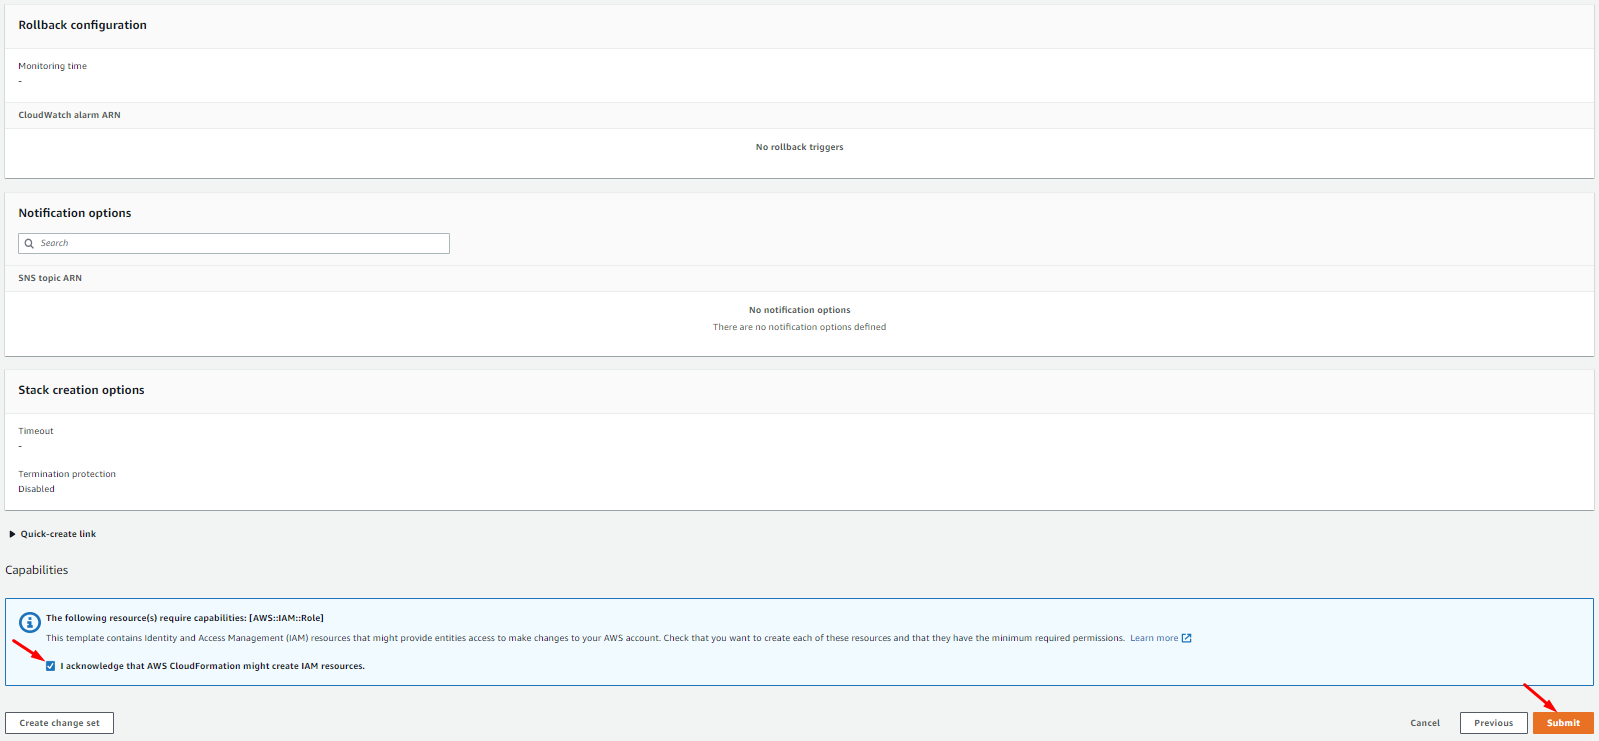 Rollback configuration
Monitoring time
-
CloudWatch alarm ARN
No rollback triggers
Notification options
Search
SNS topic ARN
No notification options
There are no notification options defined
Stack creation options
Timeout
-
Termination protection
Disabled
Quick-create link
Capabilities
The following resource(s) require capabilities: [AWS::IAM::Role]
This template contains Identity and Access Management (IAM) resources that might provide entities access to make changes to your AWS account. Check that you want to create each of these resources and that they have the minimum required permissions. Learn more
I acknowledge that AWS CloudFormation might create IAM resources.
Create change set Cancel Previous Submit